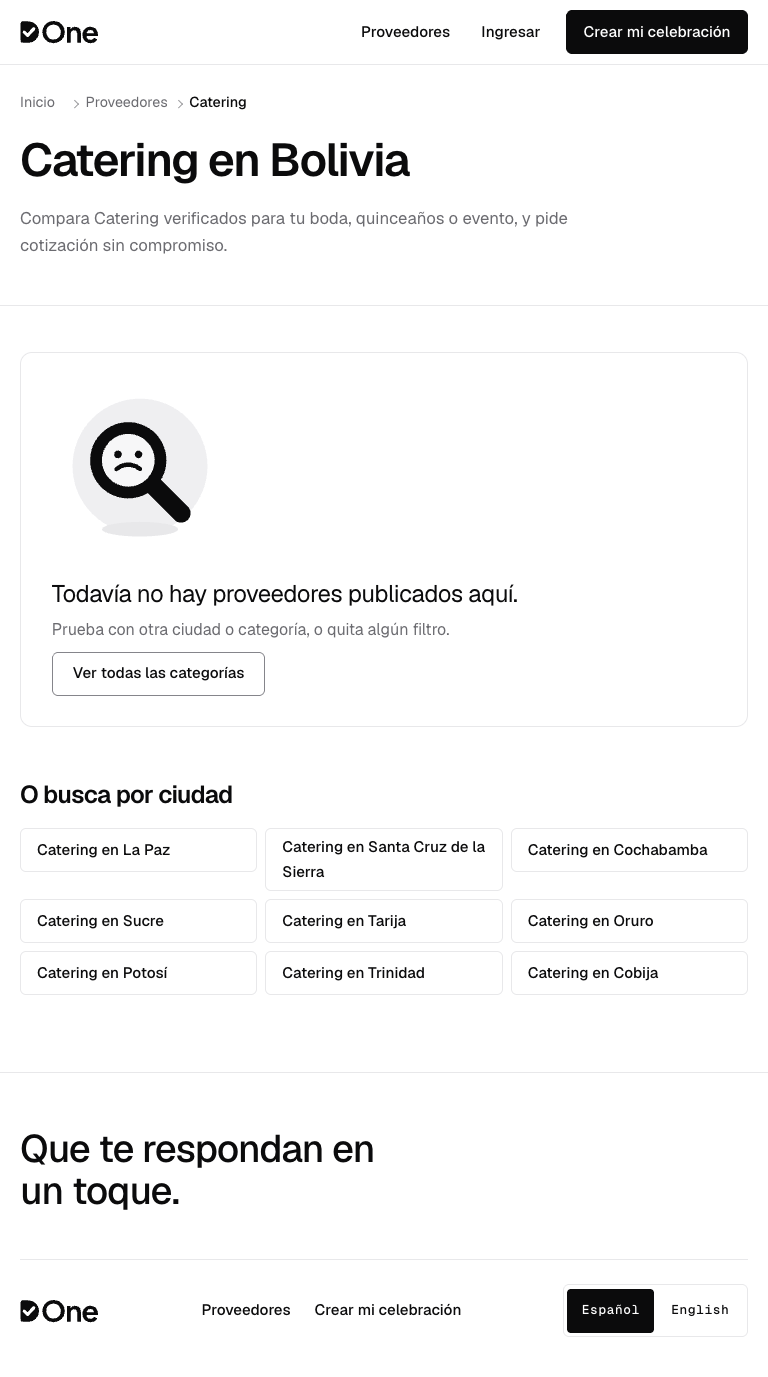 DOne
Proveedores
Ingresar
Crear mi celebración
Inicio
Proveedores
Catering
Catering en Bolivia
Compara Catering verificados para tu boda, quinceaños o evento, y pide
cotización sin compromiso.
Todavía no hay proveedores publicados aquí.
Prueba con otra ciudad o categoría, o quita algún filtro.
Ver todas las categorías
O busca por ciudad
Catering en La Paz
Catering en Santa Cruz de la
Sierra
Catering en Cochabamba
Catering en Sucre
Catering en Tarija
Catering en Oruro
Catering en Potosí
Catering en Trinidad
Catering en Cobija
Que te respondan en
un toque.
DOne
Proveedores
Crear mi celebración
Español
English